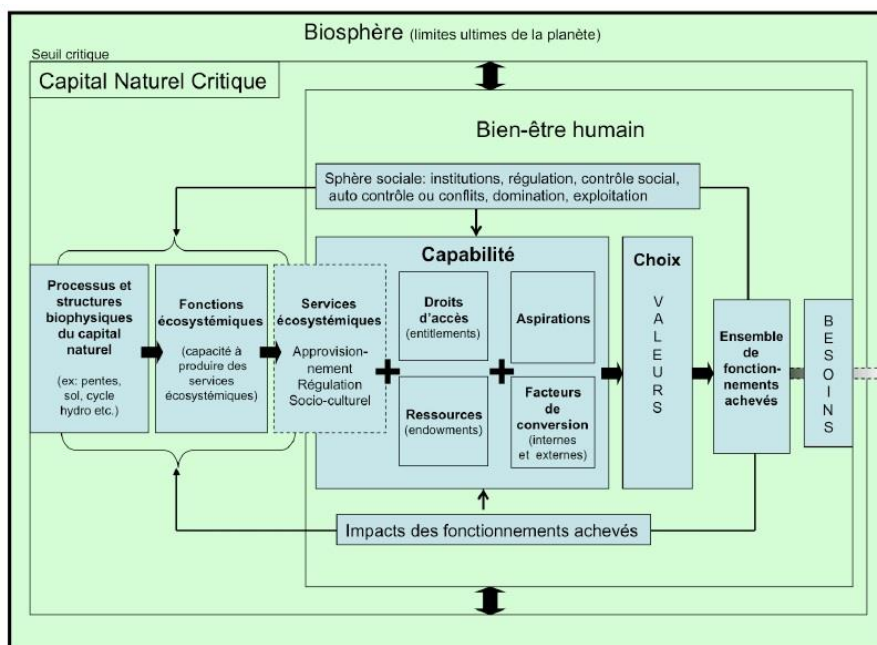 Biosphère (limites ultimes de la planète)
Seuil critique
Capital Naturel Critique
Bien-être humain
Sphère sociale: institutions, régulation, contrôle social,
auto contrôle ou conflits, domination, exploitation
Processus et
structures
biophysiques
du capital
naturel
(ex: pentes,
sol, cycle
hydro etc.)
Fonctions
écosystémiques
(capacité à
produire des
services
écosystémiques)
Services
écosystémiques
Approvision-
nement
Régulation
Socio-culturel
Capabilité
Droits
d'accès
(entitlements)
Aspirations
Ressources
(endowments)
Facteurs de
conversion
(internes
et externes)
Choix
VALEURS
Ensemble
de
fonction-
nements
achevés
BESOINS
Impacts des fonctionnements achevés